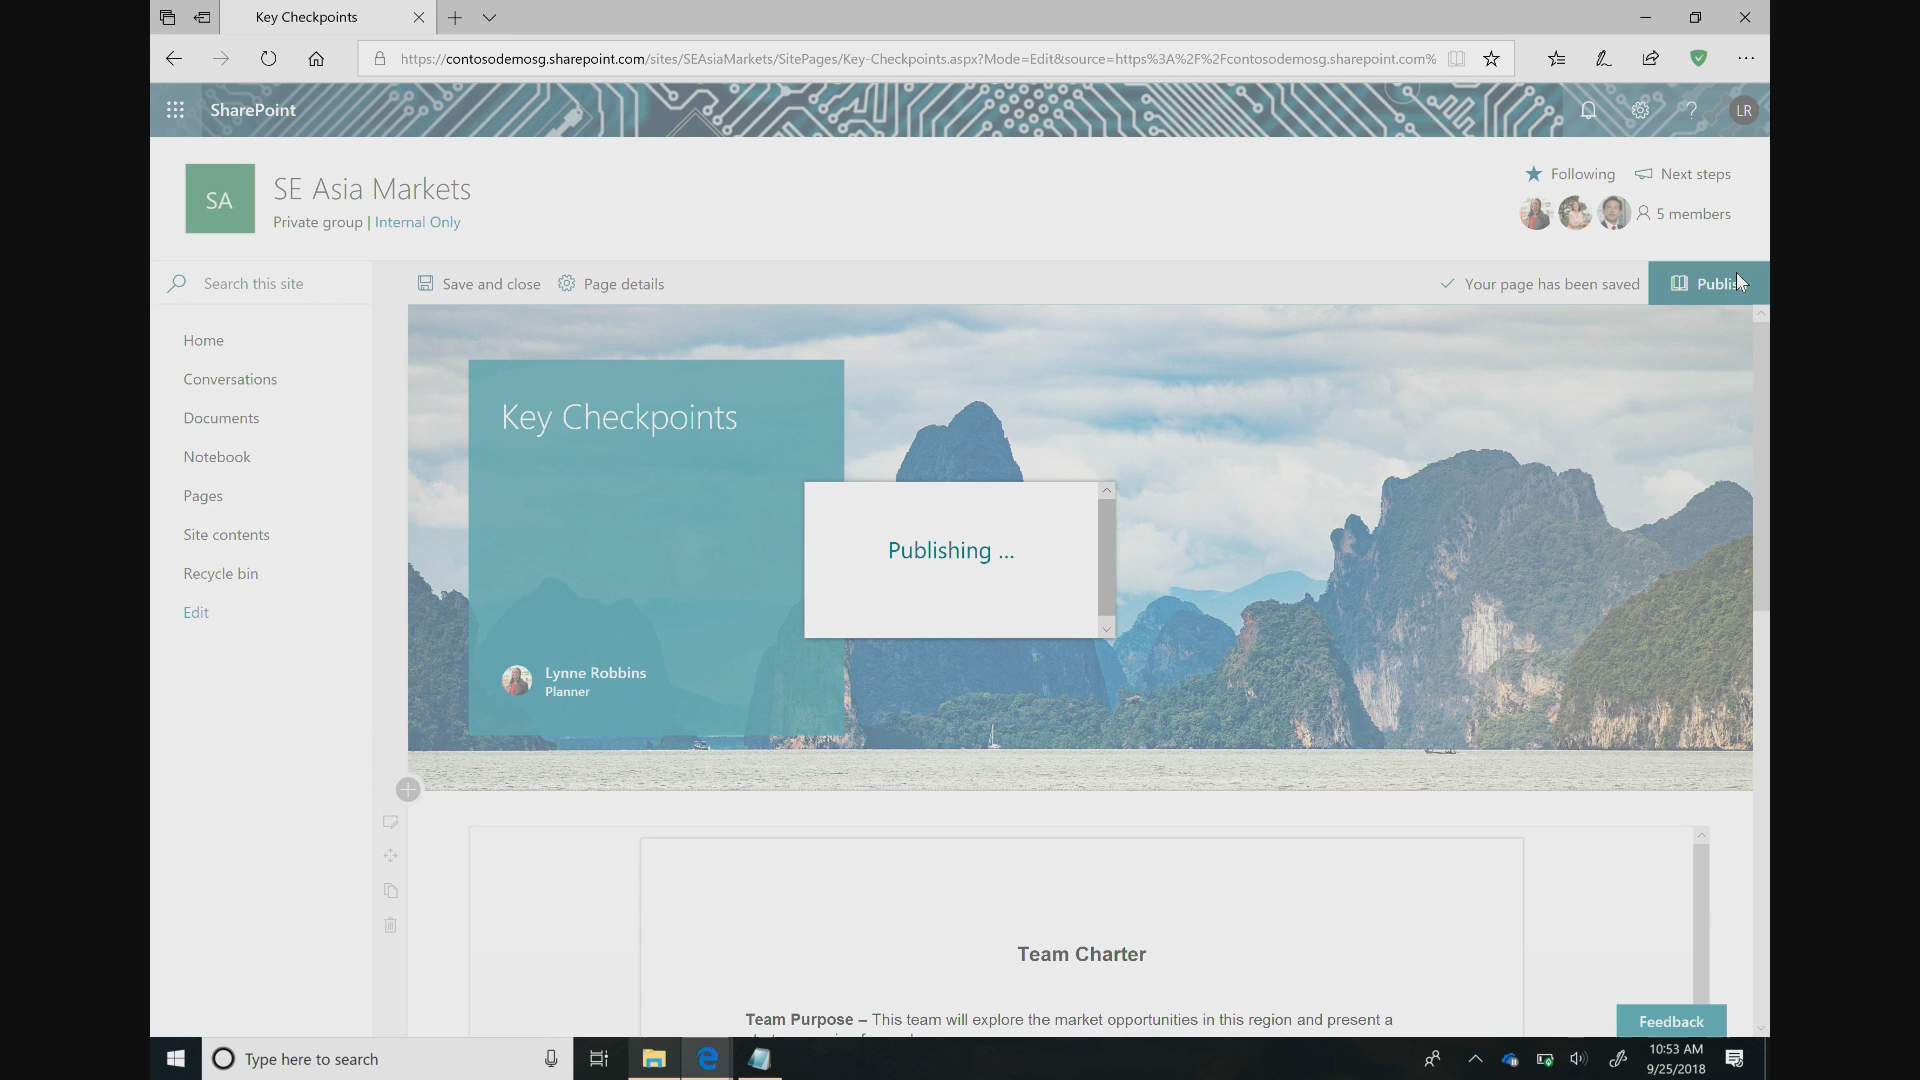 Key Checkpoints
https://contosodemosg.sharepoint.com/sites/SEAsiaMarkets/SitePages/Key-Checkpoints.aspx?Mode=Edit&source=https%3A%2F%2Fcontosodemosg.sharepoint.com%
SharePoint
LR
SA
SE Asia Markets
Private group | Internal Only
Following
Next steps
5 members
Search this site
Save and close
Page details
Your page has been saved
Publis
Home
Conversations
Documents
Notebook
Pages
Site contents
Recycle bin
Edit
Key Checkpoints
Publishing ...
Lynne Robbins
Planner
Team Charter
Team Purpose – This team will explore the market opportunities in this region and present a
Feedback
Type here to search
10:53 AM
9/25/2018